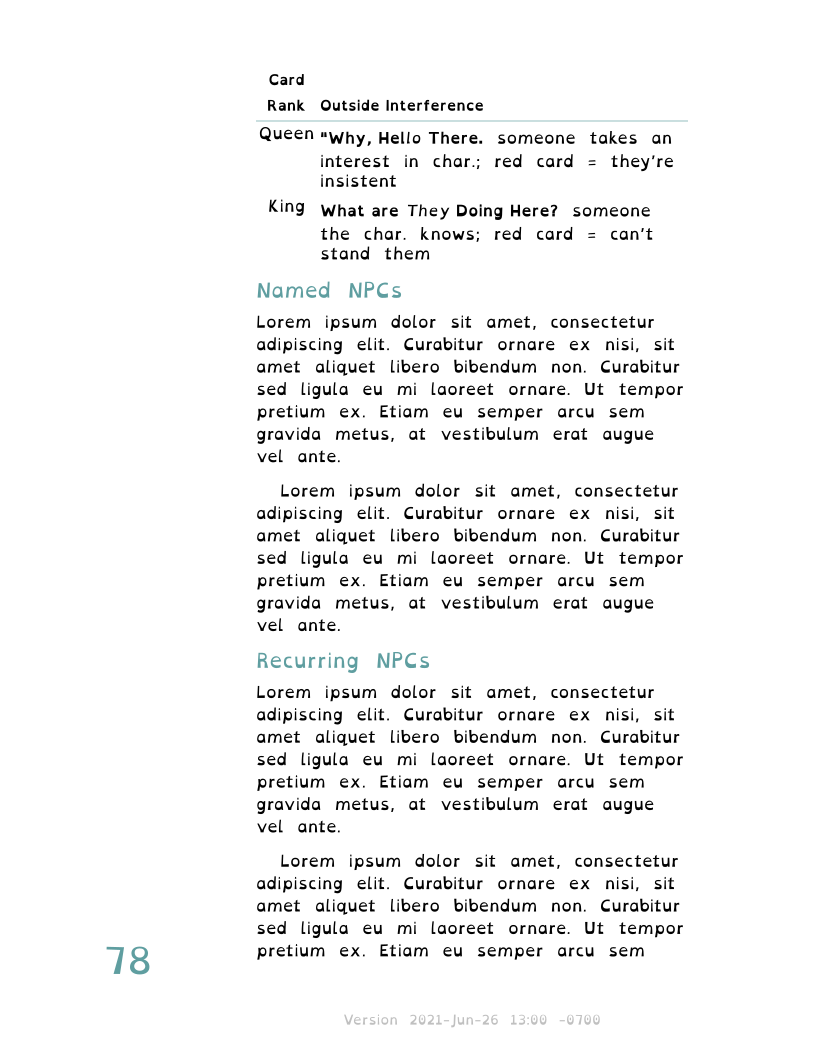 Card
Rank Outside Interference
Queen "Why, Hello There. someone takes an
interest in char.; red card = they're
insistent
King What are They Doing Here? someone
the char. knows; red card = can't
stand them
Named NPCs
Lorem ipsum dolor sit amet, consectetur
adipiscing elit. Curabitur ornare ex nisi, sit
amet aliquet libero bibendum non. Curabitur
sed ligula eu mi laoreet ornare. Ut tempor
pretium ex. Etiam eu semper arcu sem
gravida metus, at vestibulum erat augue
vel ante.
Lorem ipsum dolor sit amet, consectetur
adipiscing elit. Curabitur ornare ex nisi, sit
amet aliquet libero bibendum non. Curabitur
sed ligula eu mi laoreet ornare. Ut tempor
pretium ex. Etiam eu semper arcu sem
gravida metus, at vestibulum erat augue
vel ante.
Recurring NPCs
Lorem ipsum dolor sit amet, consectetur
adipiscing elit. Curabitur ornare ex nisi, sit
amet aliquet libero bibendum non. Curabitur
sed ligula eu mi laoreet ornare. Ut tempor
pretium ex. Etiam eu semper arcu sem
gravida metus, at vestibulum erat augue
vel ante.
Lorem ipsum dolor sit amet, consectetur
adipiscing elit. Curabitur ornare ex nisi, sit
amet aliquet libero bibendum non. Curabitur
sed ligula eu mi laoreet ornare. Ut tempor
pretium ex. Etiam eu semper arcu sem
78
Version 2021-Jun-26 13:00 -0700